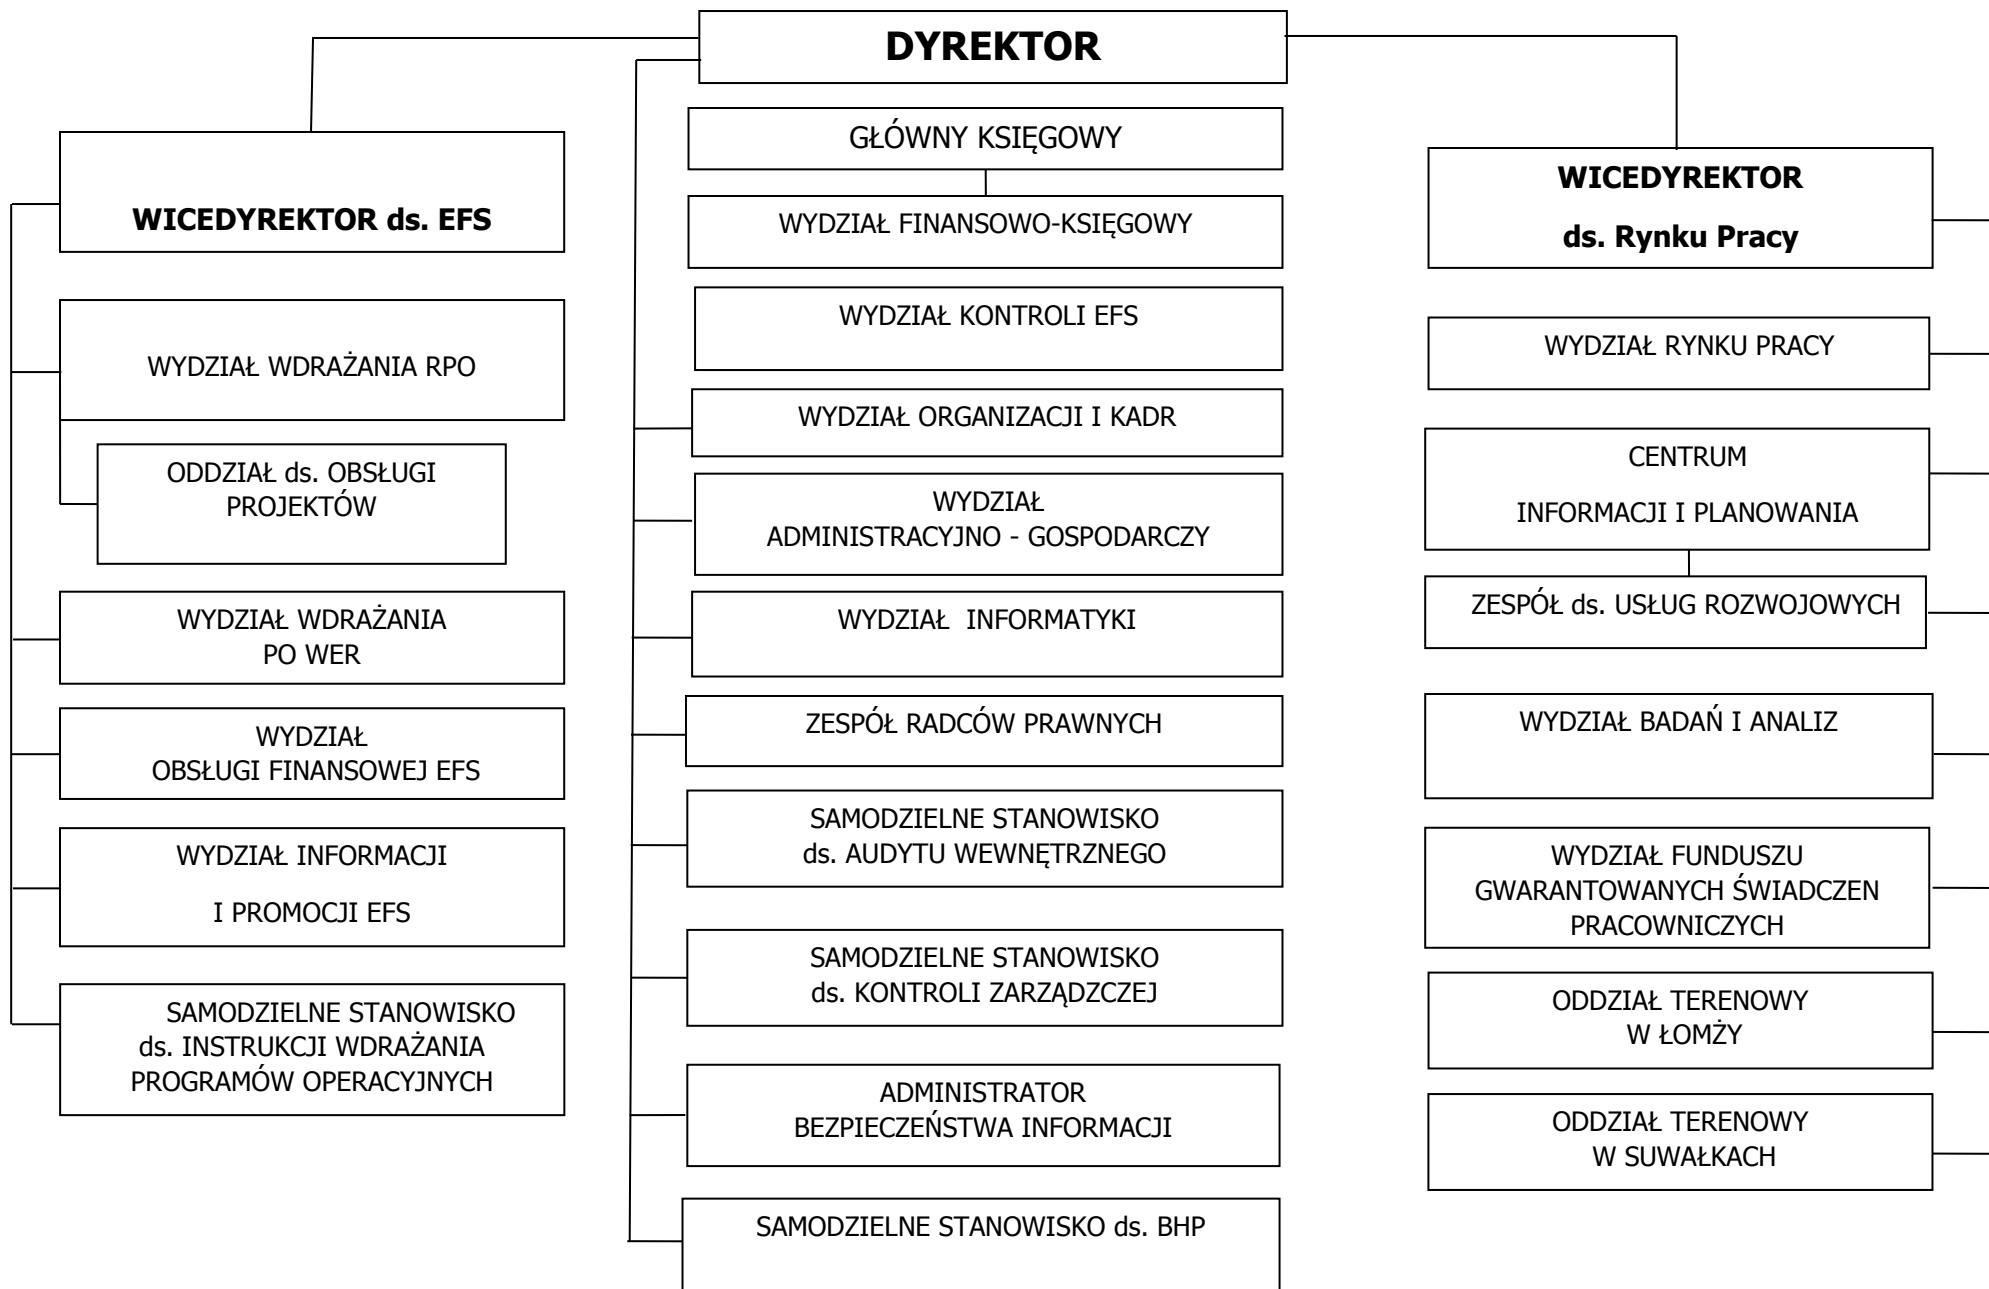 DYREKTOR
WICEDYREKTOR ds. EFS
WYDZIAŁ WDRAŻANIA RPO
ODDZIAŁ ds. OBSŁUGI
PROJEKTÓW
WYDZIAŁ WDRAŻANIA
PO WER
WYDZIAŁ
OBSŁUGI FINANSOWEJ EFS
WYDZIAŁ INFORMACJI
I PROMOCJI EFS
SAMODZIELNE STANOWISKO
ds. INSTRUKCJI WDRAŻANIA
PROGRAMÓW OPERACYJNYCH
GŁÓWNY KSIĘGOWY
WYDZIAŁ FINANSOWO-KSIĘGOWY
WYDZIAŁ KONTROLI EFS
WYDZIAŁ ORGANIZACJI I KADR
WYDZIAŁ
ADMINISTRACYJNO - GOSPODARCZY
WYDZIAŁ INFORMATYKI
ZESPÓŁ RADCÓW PRAWNYCH
SAMODZIELNE STANOWISKO
ds. AUDYTU WEWNĘTRZNEGO
SAMODZIELNE STANOWISKO
ds. KONTROLI ZARZĄDZCZEJ
ADMINISTRATOR
BEZPIECZEŃSTWA INFORMACJI
SAMODZIELNE STANOWISKO ds. BHP
WICEDYREKTOR
ds. Rynku Pracy
WYDZIAŁ RYNKU PRACY
CENTRUM
INFORMACJI I PLANOWANIA
ZESPÓŁ ds. USŁUG ROZWOJOWYCH
WYDZIAŁ BADAŃ I ANALIZ
WYDZIAŁ FUNDUSZU
GWARANTOWANYCH ŚWIADCZEN
PRACOWNICZYCH
ODDZIAŁ TERENOWY
W ŁOMŻY
ODDZIAŁ TERENOWY
W SUWAŁKACH